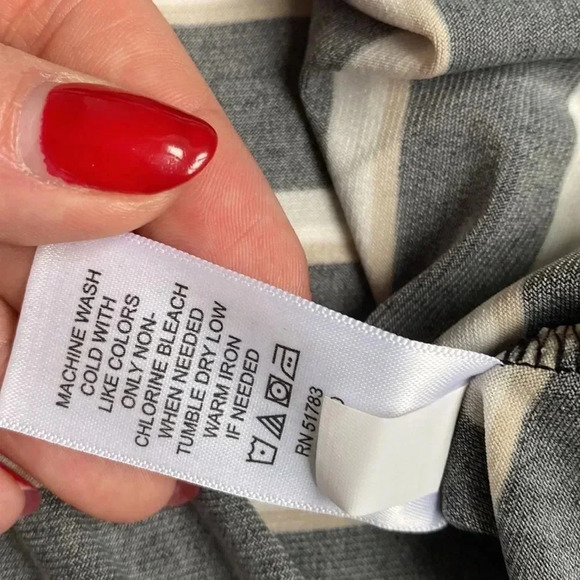 MACHINE WASH
COLD WITH
LIKE COLORS
ONLY NON-
CHLORINE BLEACH
WHEN NEEDED
TUMBLE DRY LOW
WARM IRON
IF NEEDED
RN 51783